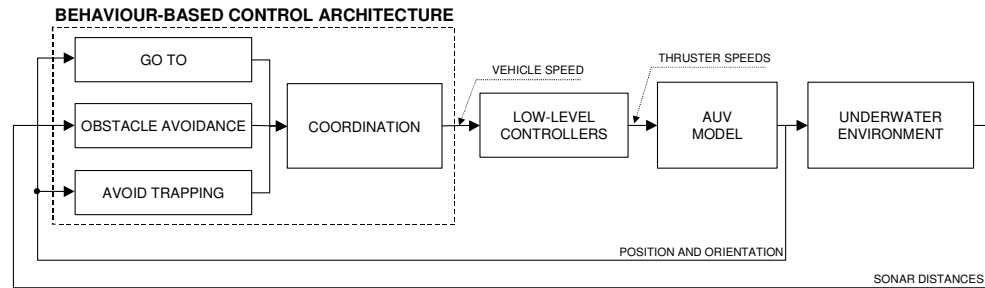 BEHAVIOUR-BASED CONTROL ARCHITECTURE
GO TO
OBSTACLE AVOIDANCE
AVOID TRAPPING
COORDINATION
VEHICLE SPEED
LOW-LEVEL
CONTROLLERS
THRUSTER SPEEDS
AUV
MODEL
UNDERWATER
ENVIRONMENT
POSITION AND ORIENTATION
SONAR DISTANCES